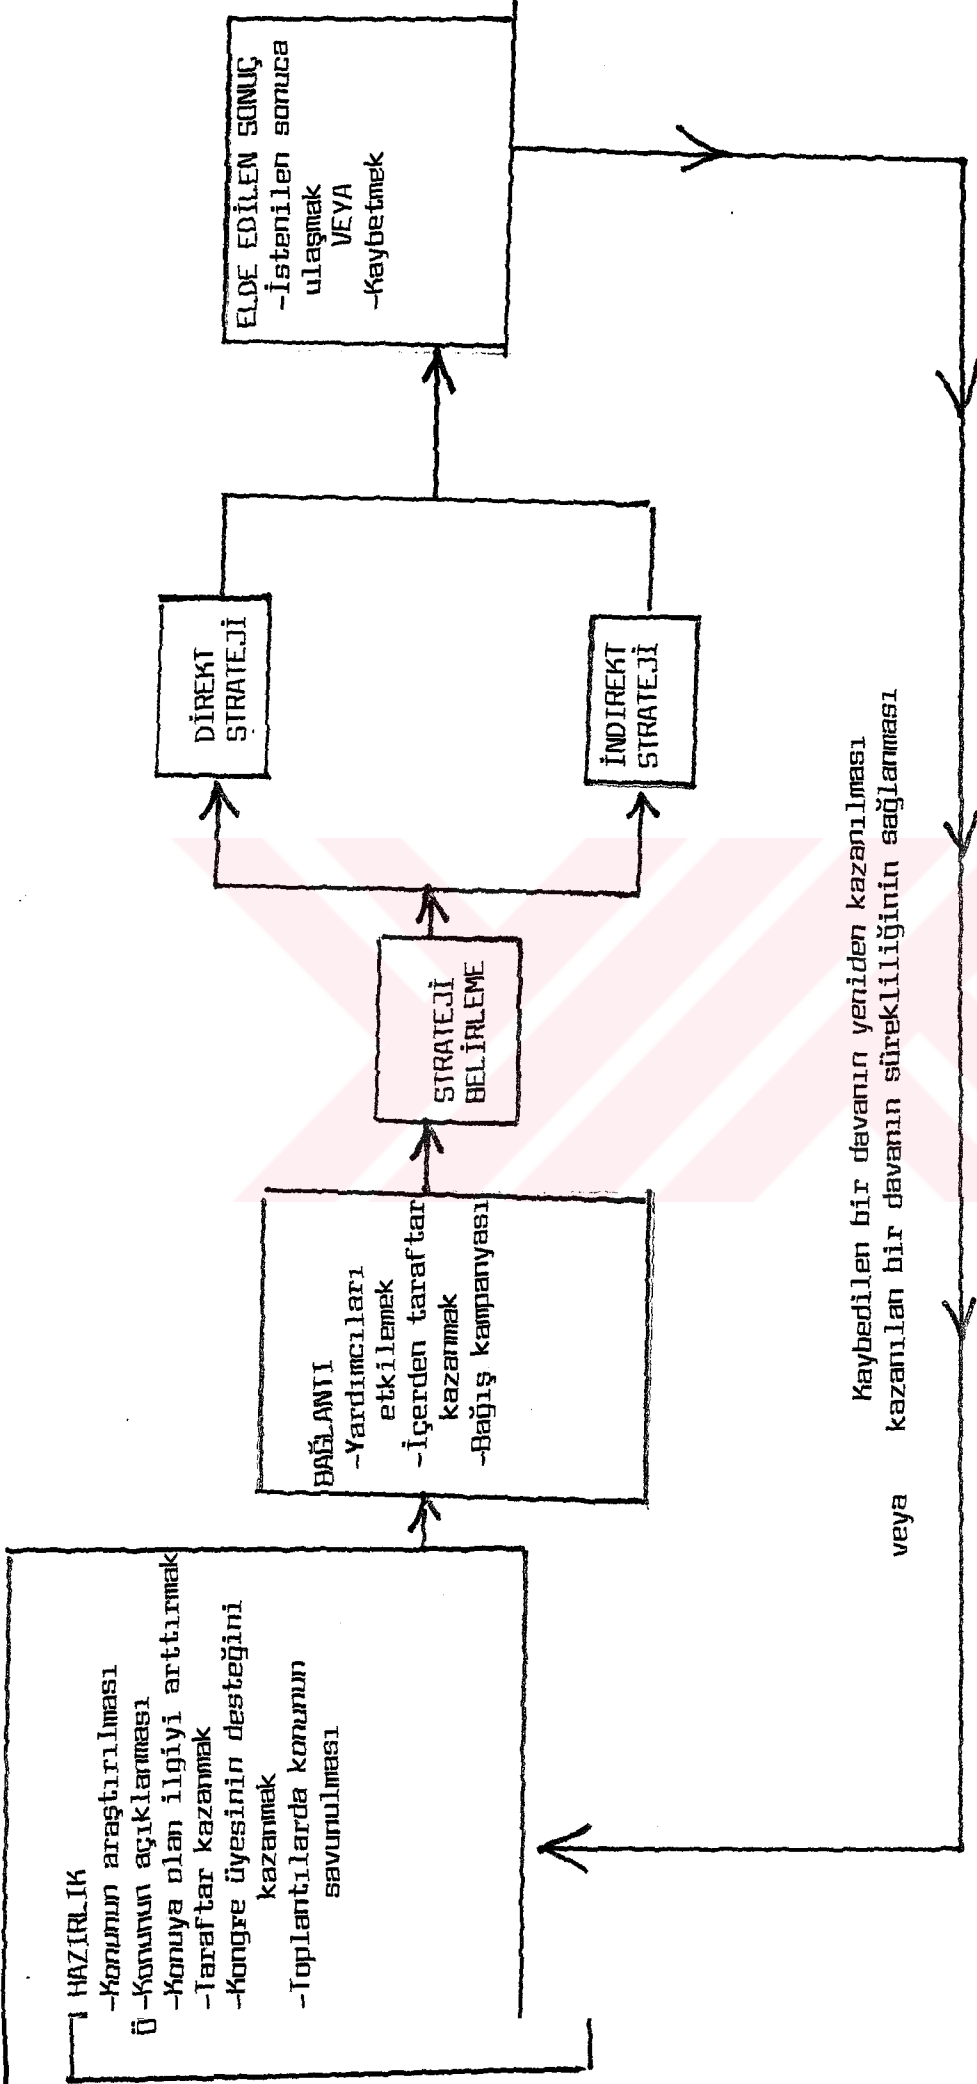 ÖN HAZIRLIK
-Konunun araştırılması
-Konunun açıklanması
-Konuya olan ilgiyi arttırmak
-Taraftar kazanmak
-Kongre üyesinin desteğini
kazanmak
-Toplantılarda konunun
savunulması
BAĞLANTI
-Yardımcıları
etkilemek
-İçerden taraftar
kazanmak
-Bağış kampanyası
STRATEJİ
BELİRLEME
DİREKT
STRATEJİ
İNDIREKT
STRATEJİ
ELDE EDİLEN SONUÇ
-İstenilen sonuca
ulaşmak
VEYA
-Kaybetmek
Kaybedilen bir davanın yeniden kazanılması
veya kazanılan bir davanın sürekliliğinin sağlanması